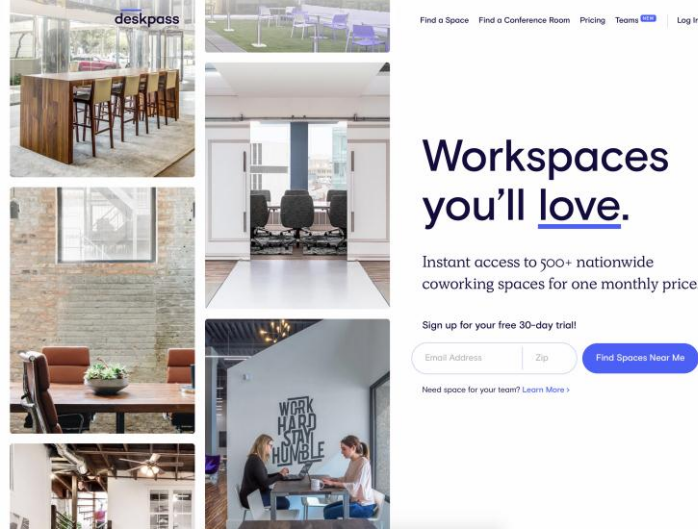 deskpass
Find a Space Find a Conference Room Pricing Teams NEW Log In
Workspaces
you'll love.
Instant access to 500+ nationwide
coworking spaces for one monthly price.
Sign up for your free 30-day trial!
Email Address Zip Find Spaces Near Me
Need space for your team? Learn More >
WORK
HARD
STAY
HUMBLE